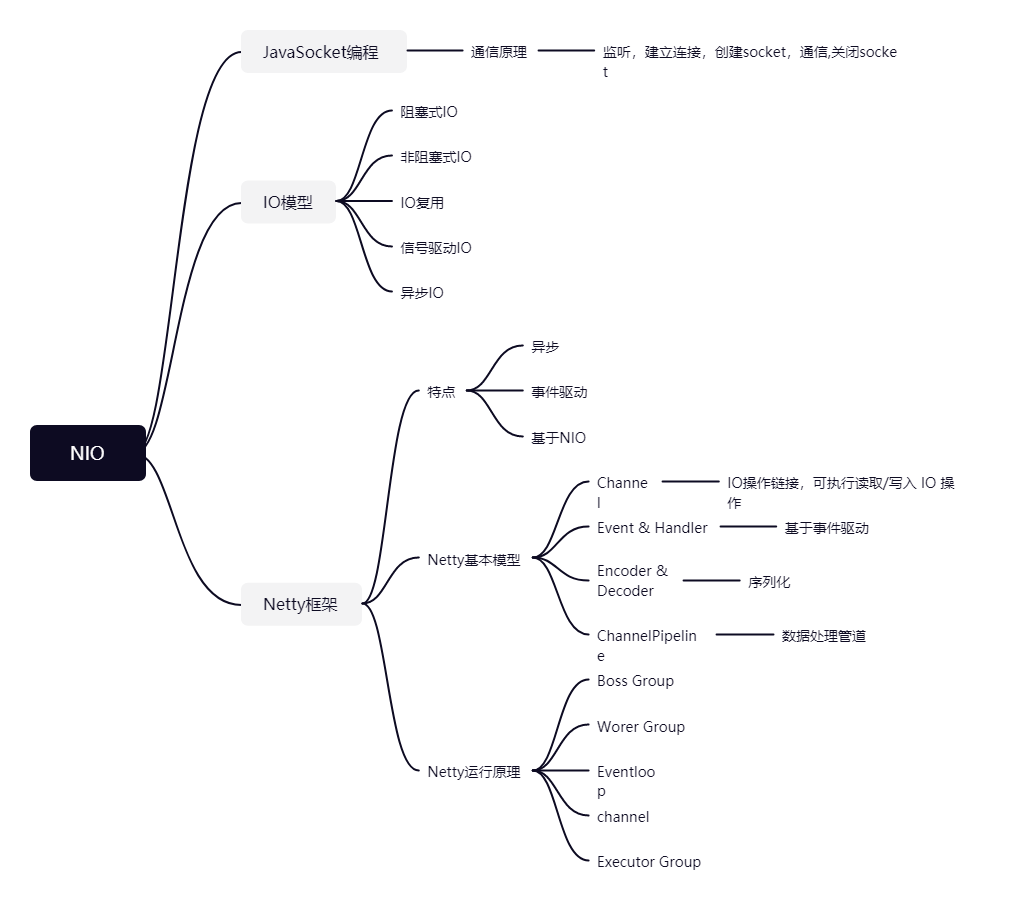 JavaSocket编程
通信原理
监听，建立连接，创建socket，通信,关闭socke
t
阻塞式IO
非阻塞式IO
IO模型
IO复用
信号驱动IO
异步IO
NIO
异步
特点
事件驱动
基于NIO
Channe
l
IO操作链接，可执行读取/写入 IO 操
作
Event & Handler
基于事件驱动
Netty基本模型
Encoder &
Decoder
序列化
Netty框架
ChannelPipelin
e
数据处理管道
Boss Group
Worer Group
Netty运行原理
Eventloo
p
channel
Executor Group